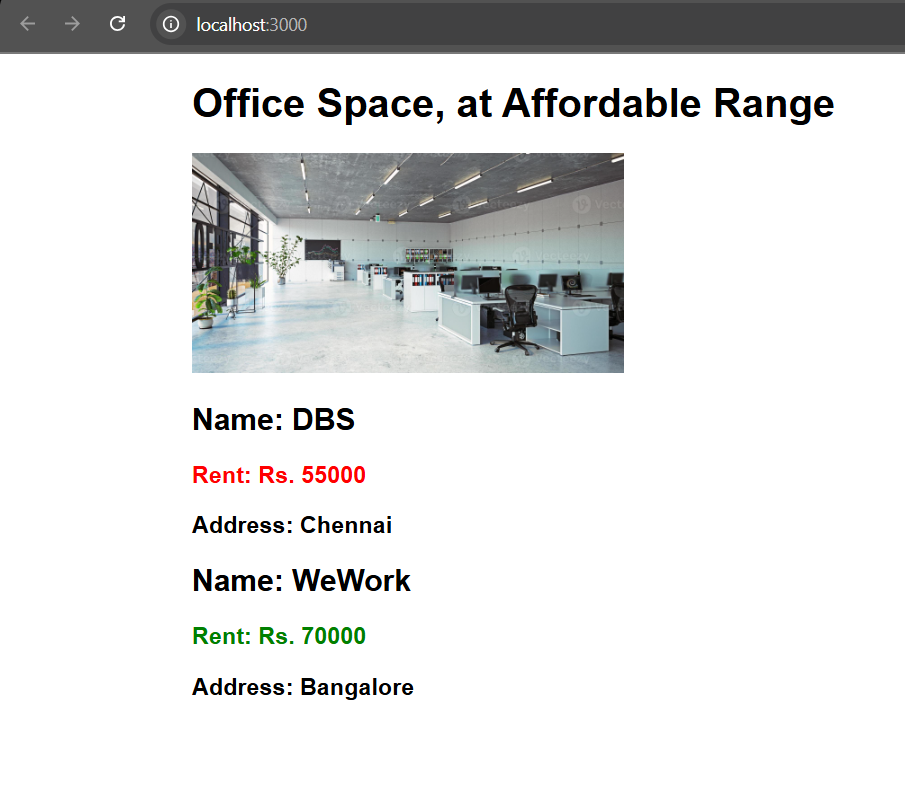 localhost:3000
Office Space, at Affordable Range
Name: DBS
Rent: Rs. 55000
Address: Chennai
Name: WeWork
Rent: Rs. 70000
Address: Bangalore